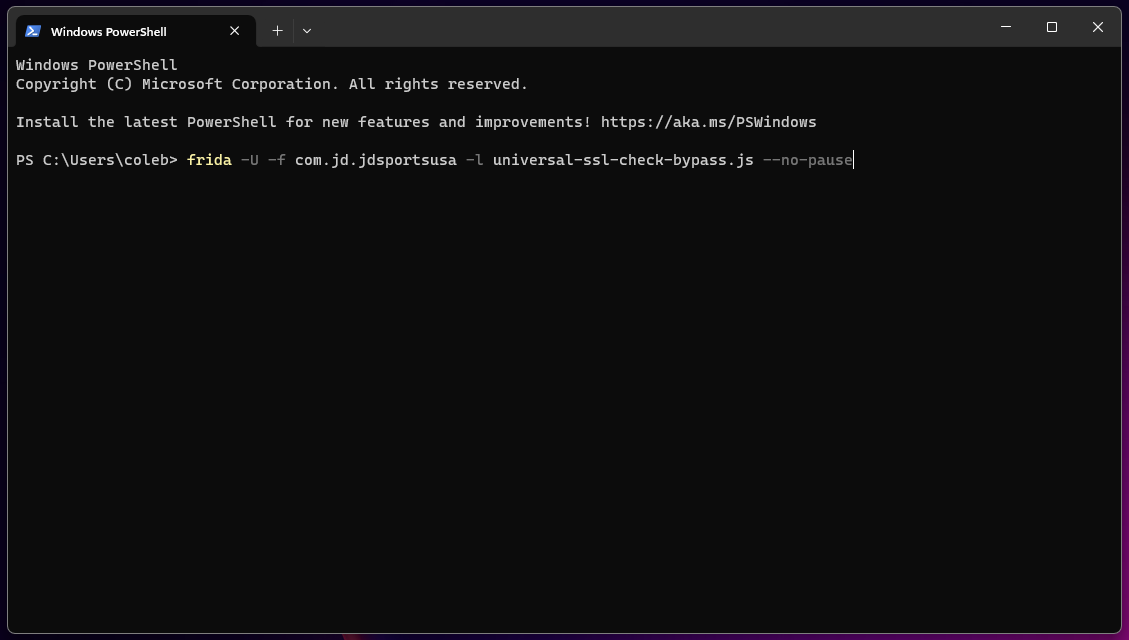 Windows PowerShell
Windows PowerShell
Copyright (C) Microsoft Corporation. All rights reserved.
Install the latest PowerShell for new features and improvements! https://aka.ms/PSWindows
PS C:\Users\coleb> frida -U -f com.jd.jdsportsusa -l universal-ssl-check-bypass.js --no-pause